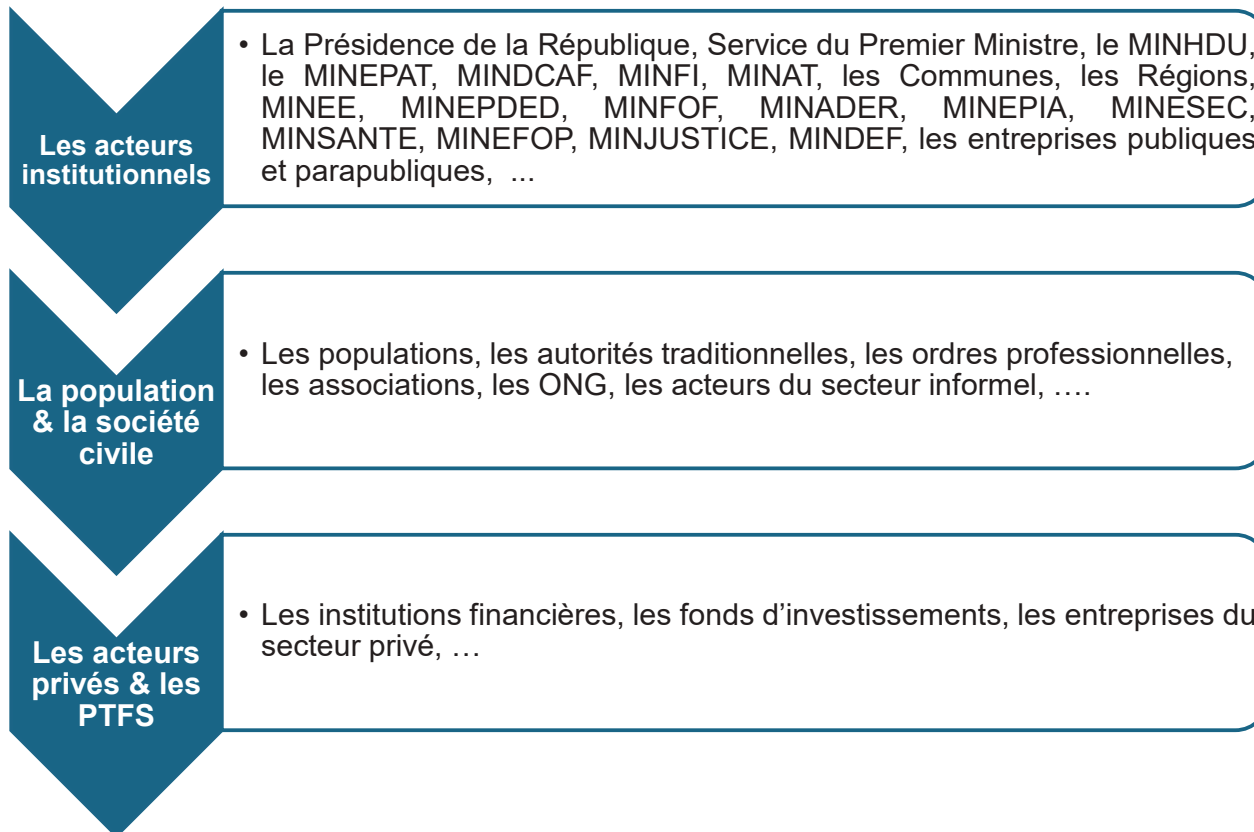 Les acteurs
institutionnels
• La Présidence de la République, Service du Premier Ministre, le MINHDU,
le MINEPAT, MINDCAF, MINFI, MINAT, les Communes, les Régions,
MINEE, MINEPDED, MINFOF, MINADER, MINEPIA, MINESEC,
MINSANTE, MINEFOP, MINJUSTICE, MINDEF, les entreprises publiques
et parapubliques, ...
La population
& la société
civile
• Les populations, les autorités traditionnelles, les ordres professionnelles,
les associations, les ONG, les acteurs du secteur informel, ….
Les acteurs
privés & les
PTFS
• Les institutions financières, les fonds d’investissements, les entreprises du
secteur privé, …